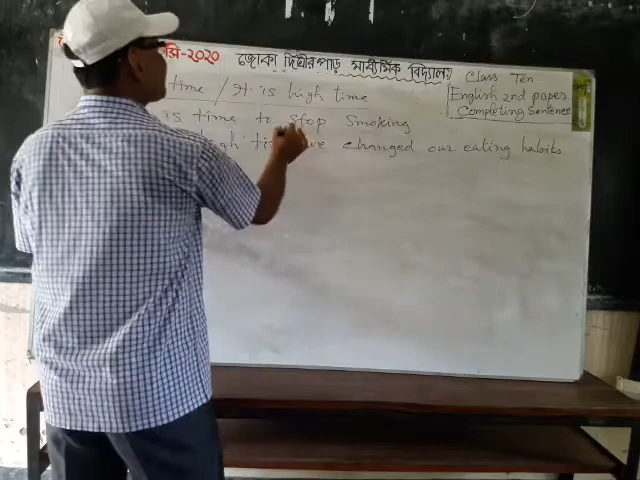 সি-২০২০ জোকা দিঘীরপাড় মাধ্যমিক বিদ্যালয়
Class Ten
English 2nd paper
Completing Sentence
time / It is high time
is time to stop smoking
high we changed our eating habits.